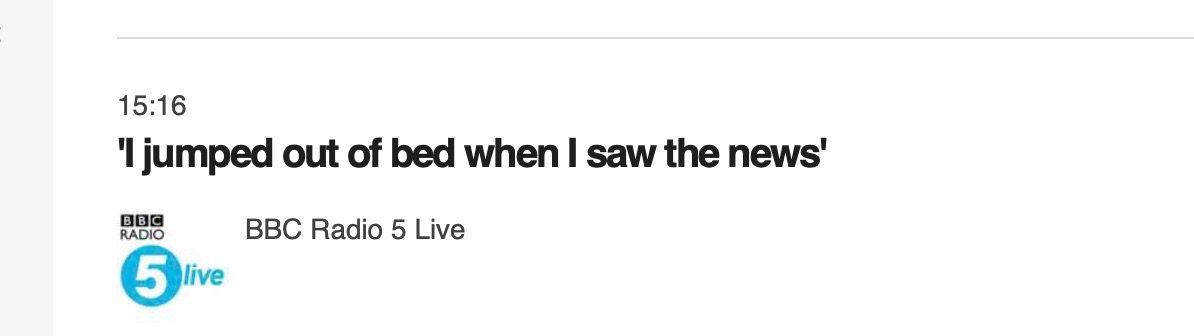 15:16
'I jumped out of bed when I saw the news'
BBC
RADIO
5 live
BBC Radio 5 Live